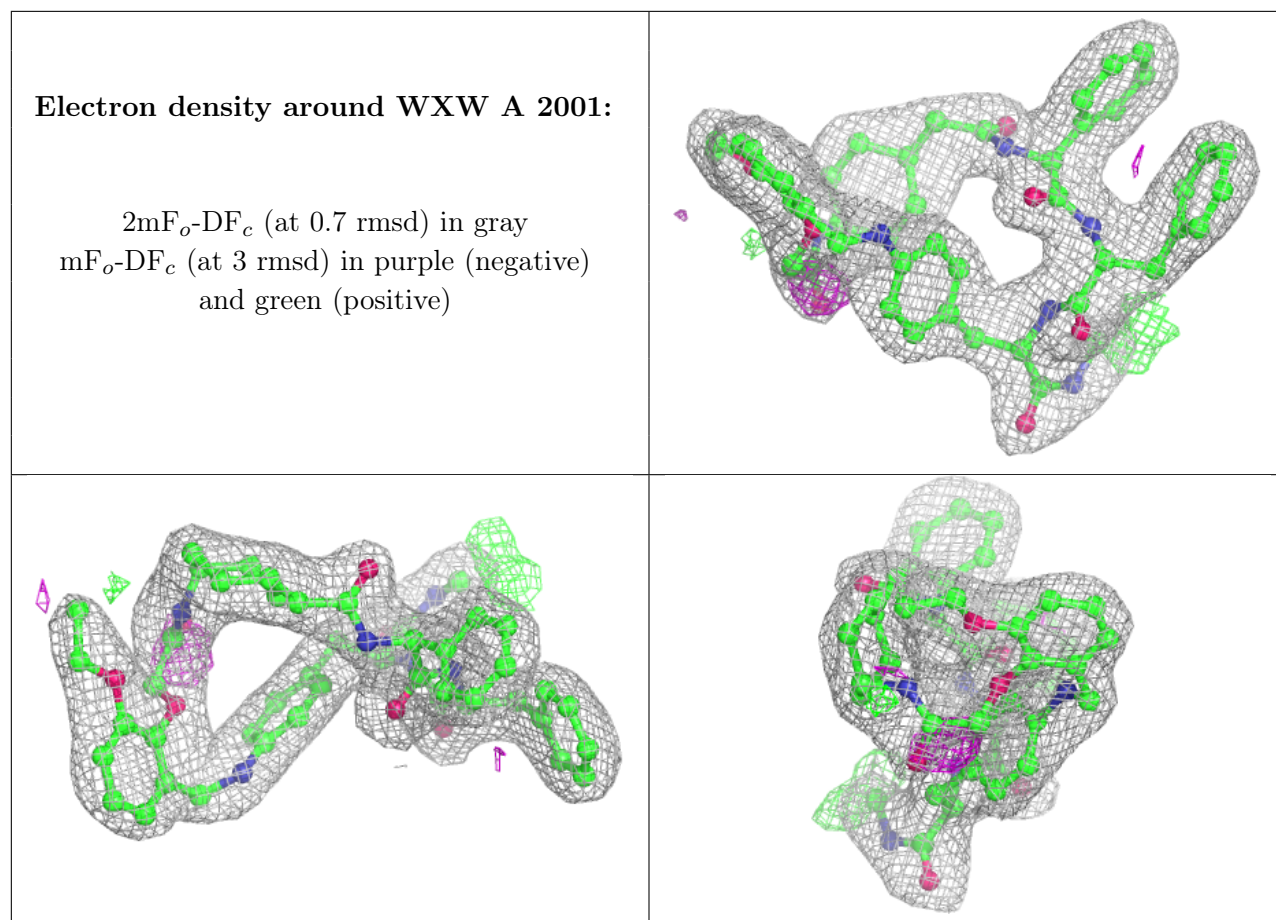 Electron density around WXW A 2001:
2mFo-DFc (at 0.7 rmsd) in gray
mFo-DFc (at 3 rmsd) in purple (negative)
and green (positive)